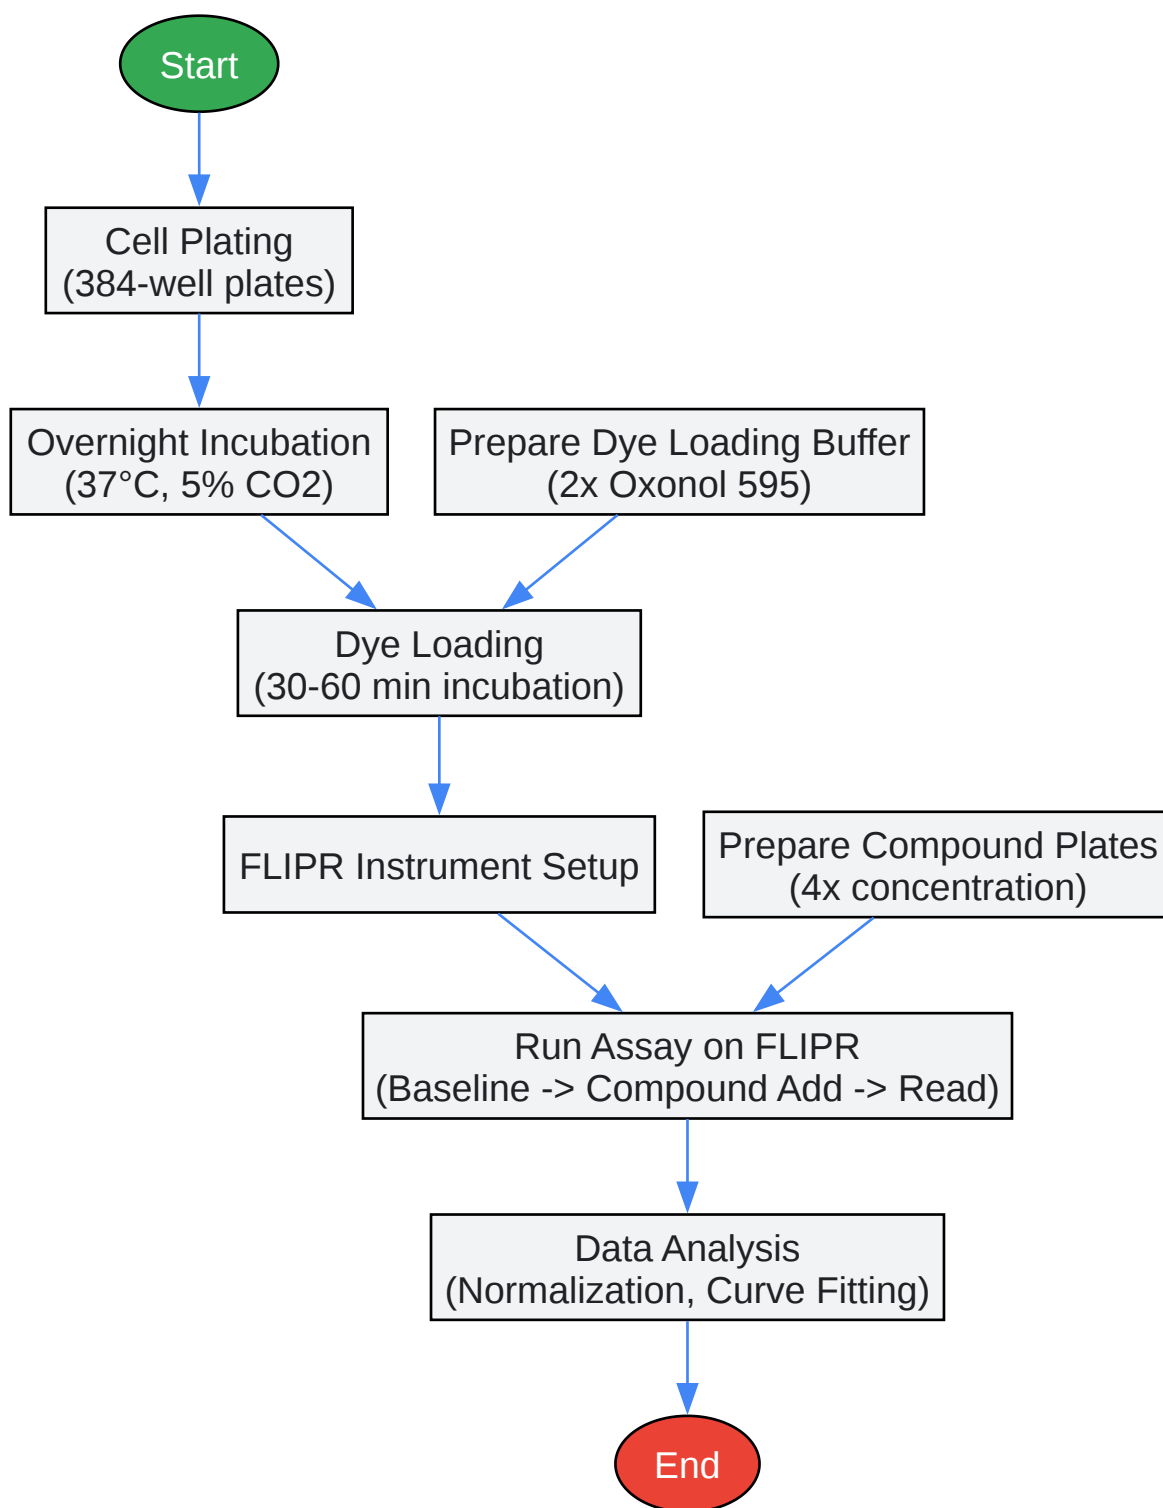 Start
Cell Plating
(384-well plates)
Overnight Incubation
(37°C, 5% CO2)
Prepare Dye Loading Buffer
(2x Oxonol 595)
Dye Loading
(30-60 min incubation)
FLIPR Instrument Setup
Prepare Compound Plates
(4x concentration)
Run Assay on FLIPR
(Baseline -> Compound Add -> Read)
Data Analysis
(Normalization, Curve Fitting)
End